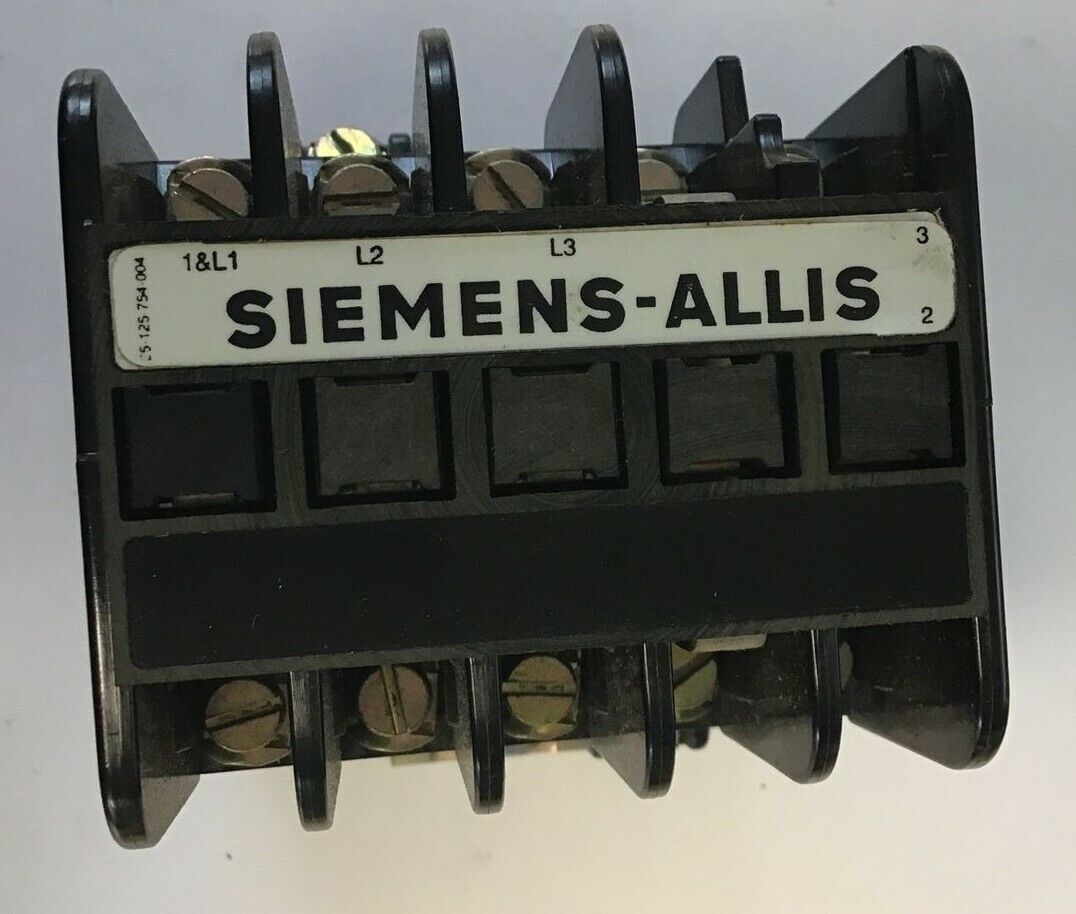 1&L1 L2 L3 3
SIEMENS-ALLIS
2
25-125 754-004